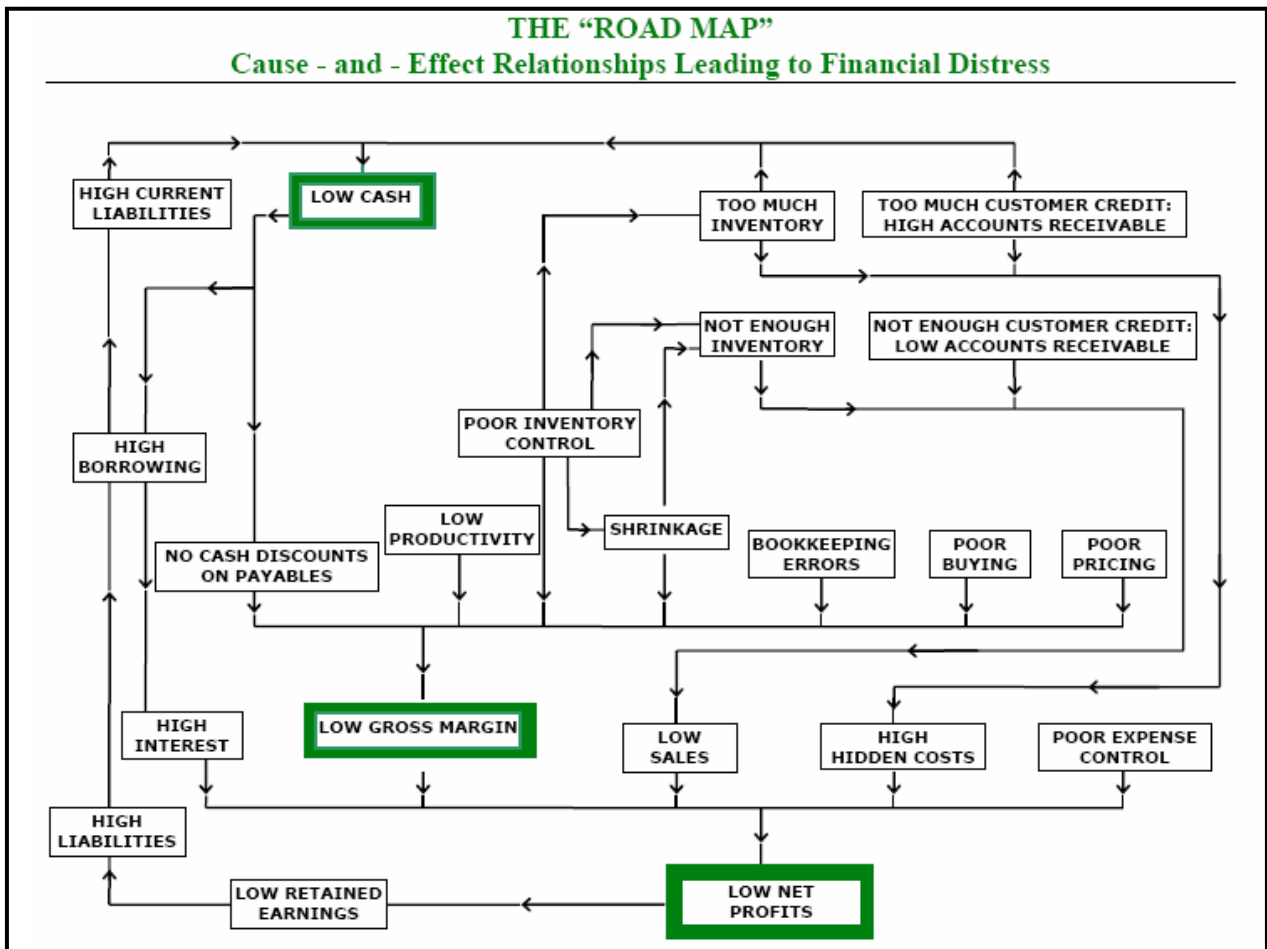 THE “ROAD MAP”
Cause - and - Effect Relationships Leading to Financial Distress
HIGH CURRENT
LIABILITIES
LOW CASH
TOO MUCH
INVENTORY
TOO MUCH CUSTOMER CREDIT:
HIGH ACCOUNTS RECEIVABLE
NOT ENOUGH
INVENTORY
NOT ENOUGH CUSTOMER CREDIT:
LOW ACCOUNTS RECEIVABLE
POOR INVENTORY
CONTROL
HIGH
BORROWING
LOW
PRODUCTIVITY
SHRINKAGE
NO CASH DISCOUNTS
ON PAYABLES
BOOKKEEPING
ERRORS
POOR
BUYING
POOR
PRICING
HIGH
INTEREST
LOW GROSS MARGIN
LOW
SALES
HIGH
HIDDEN COSTS
POOR EXPENSE
CONTROL
HIGH
LIABILITIES
LOW RETAINED
EARNINGS
LOW NET
PROFITS